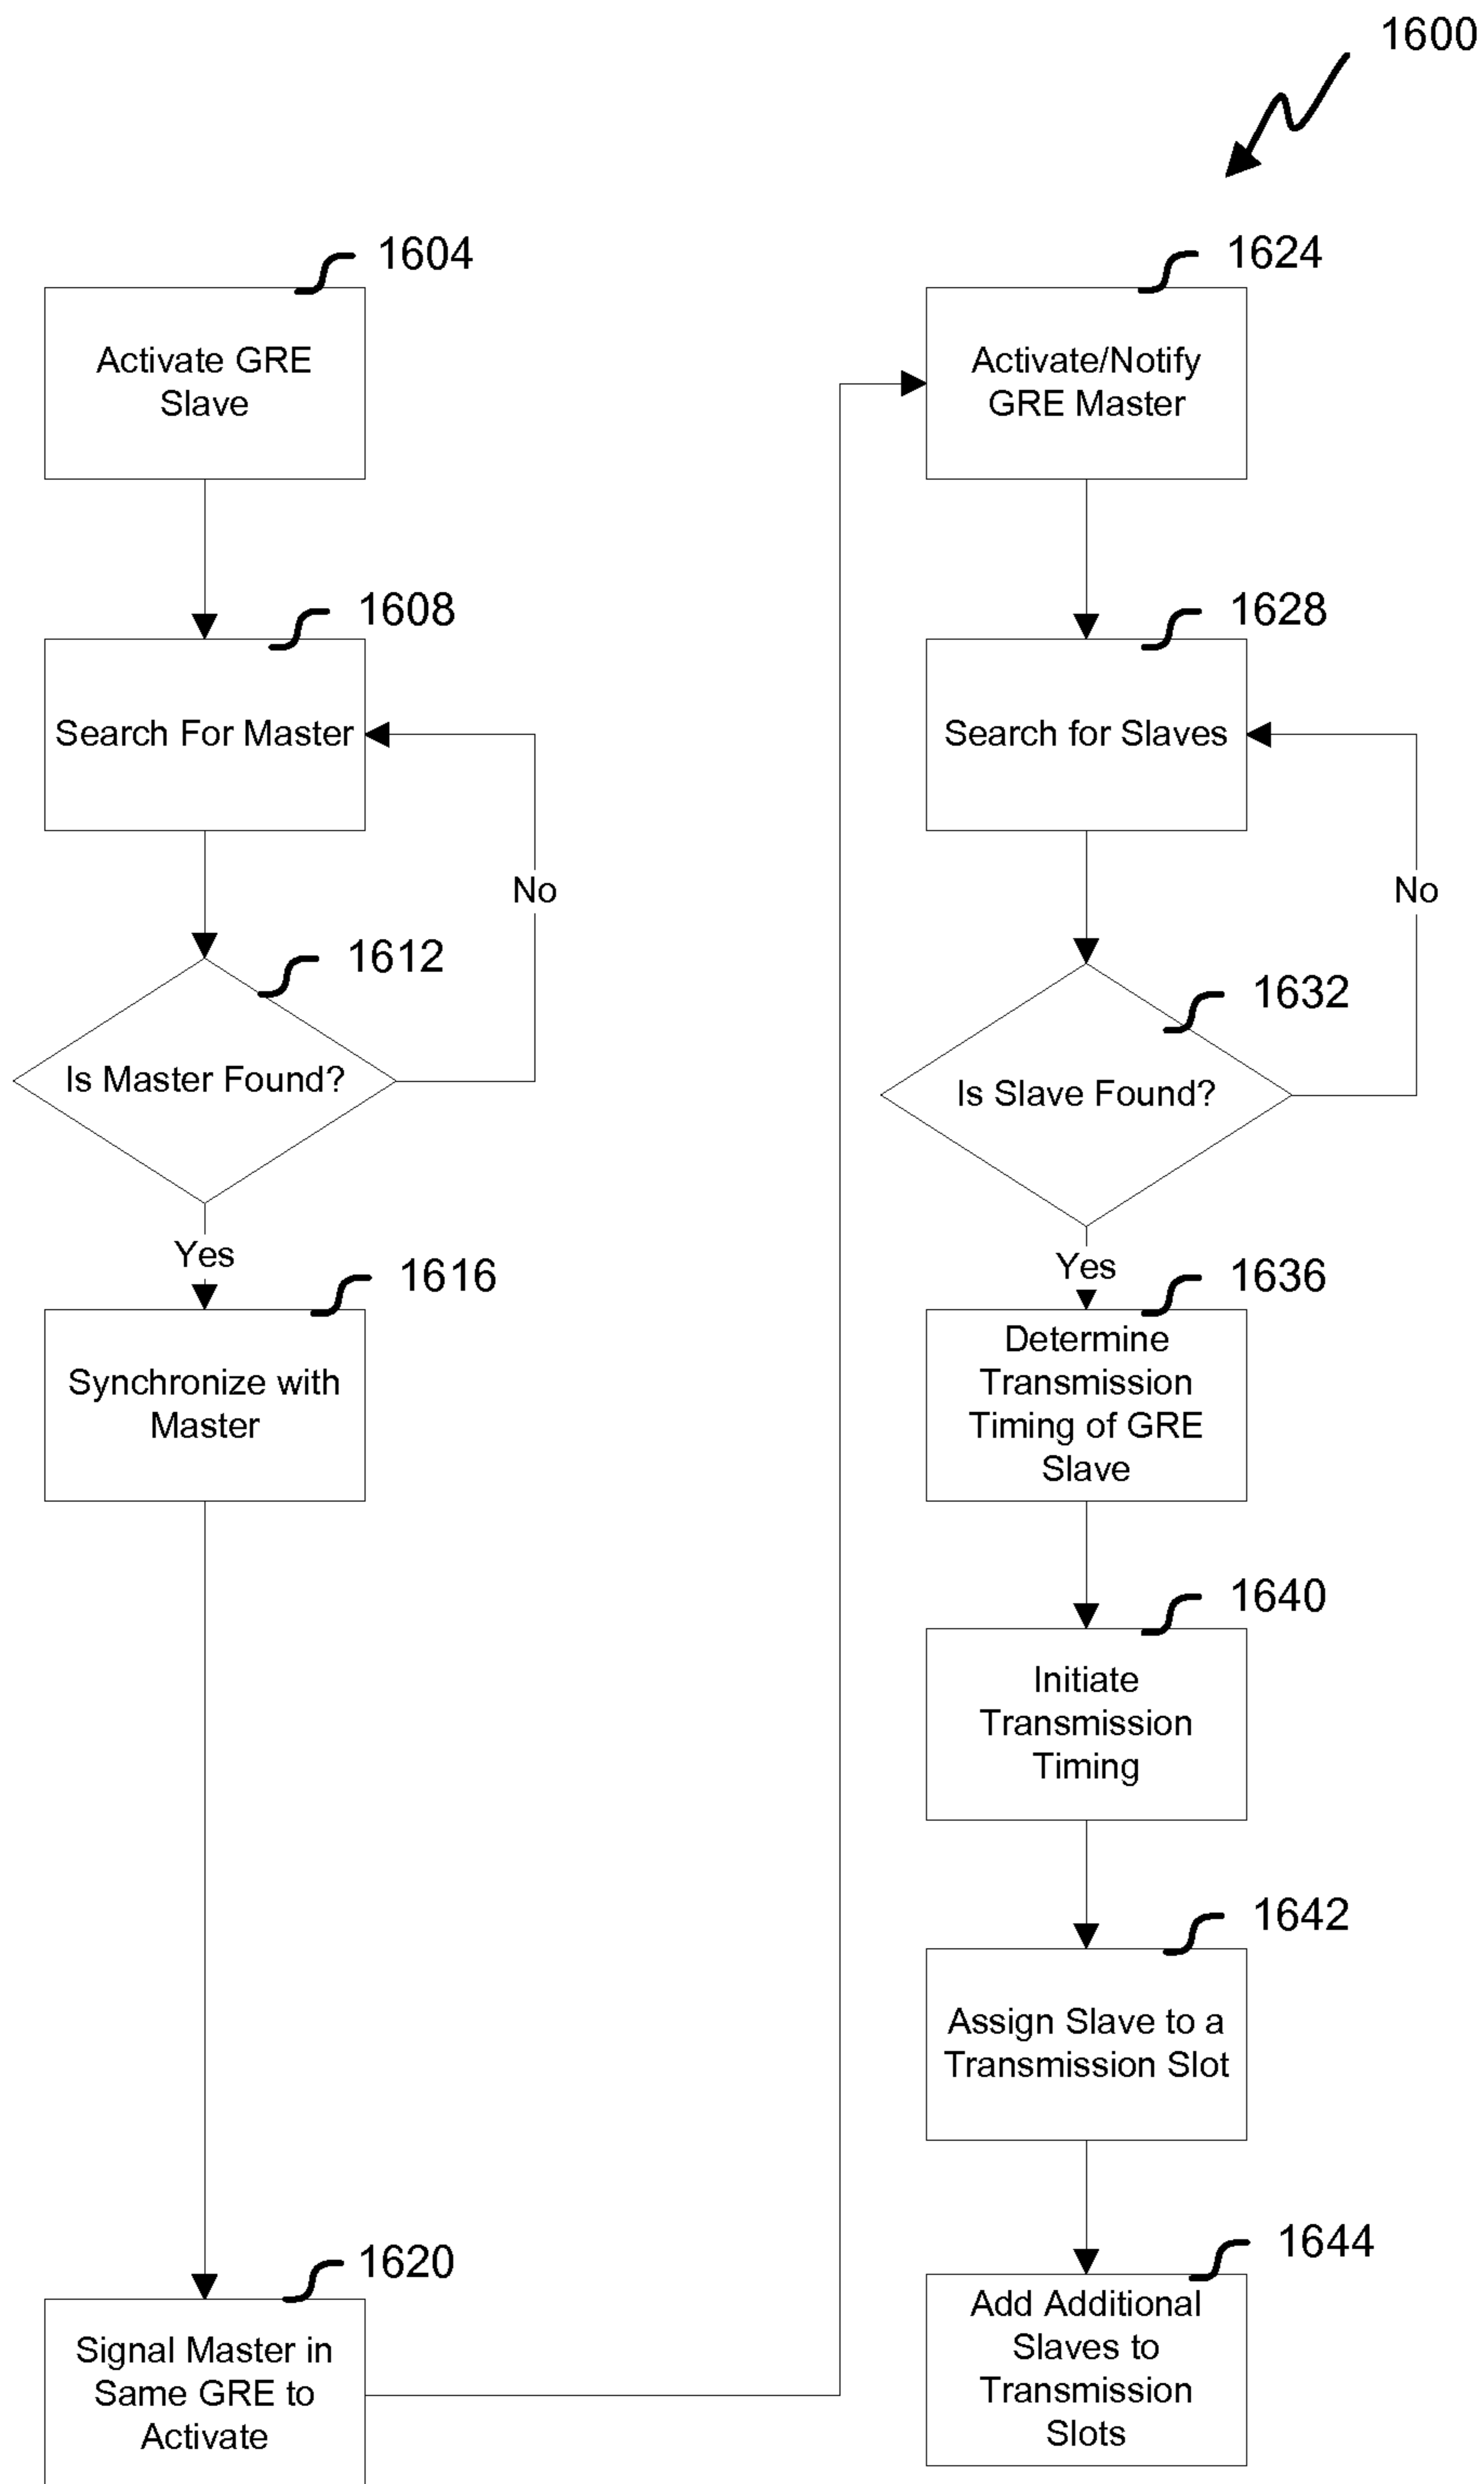 1600
1604
Activate GRE
Slave
1608
Search For Master
No
1612
Is Master Found?
Yes
1616
Synchronize with
Master
1620
Signal Master in
Same GRE to
Activate
1624
Activate/Notify
GRE Master
1628
Search for Slaves
No
1632
Is Slave Found?
Yes
1636
Determine
Transmission
Timing of GRE
Slave
1640
Initiate
Transmission
Timing
1642
Assign Slave to a
Transmission Slot
1644
Add Additional
Slaves to
Transmission
Slots